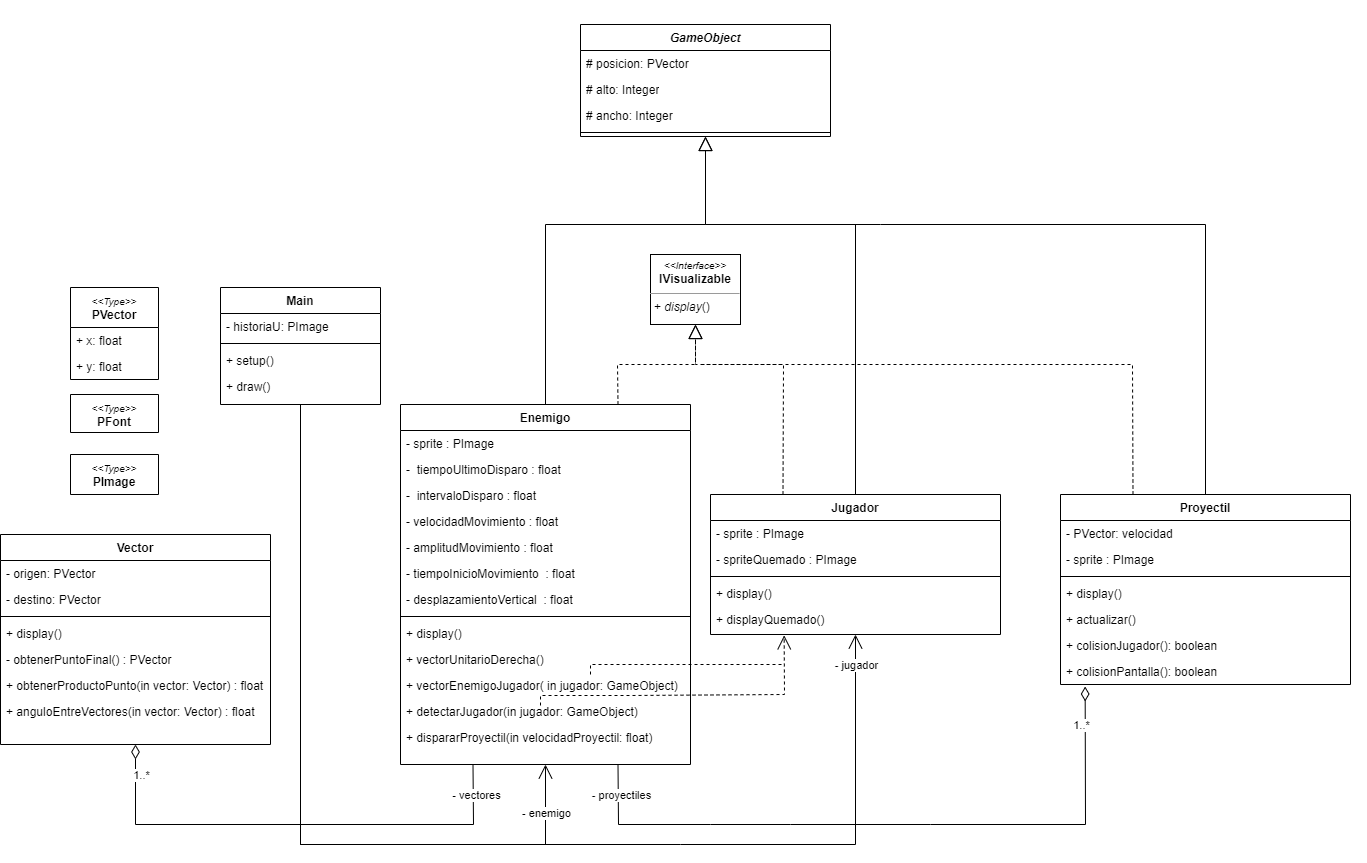 GameObject
# posicion: PVector
# alto: Integer
# ancho: Integer
<<Interface>>
IVisualizable
+ display()
<<Type>>
PVector
+ x: float
+ y: float
<<Type>>
PFont
<<Type>>
PImage
Main
- historiaU: PImage
+ setup()
+ draw()
Vector
- origen: PVector
- destino: PVector
+ display()
- obtenerPuntoFinal() : PVector
+ obtenerProductoPunto(in vector: Vector) : float
+ anguloEntreVectores(in vector: Vector) : float
Enemigo
- sprite : PImage
- tiempoUltimoDisparo : float
- intervaloDisparo : float
- velocidadMovimiento : float
- amplitudMovimiento : float
- tiempoInicioMovimiento : float
- desplazamientoVertical : float
+ display()
+ vectorUnitarioDerecha()
+ vectorEnemigoJugador( in jugador: GameObject)
+ detectarJugador(in jugador: GameObject)
+ dispararProyectil(in velocidadProyectil: float)
Jugador
- sprite : PImage
- spriteQuemado : PImage
+ display()
+ displayQuemado()
Proyectil
- PVector: velocidad
- sprite : PImage
+ display()
+ actualizar()
+ colisionJugador(): boolean
+ colisionPantalla(): boolean
- jugador
1..*
1..*
- vectores
- enemigo
- proyectiles